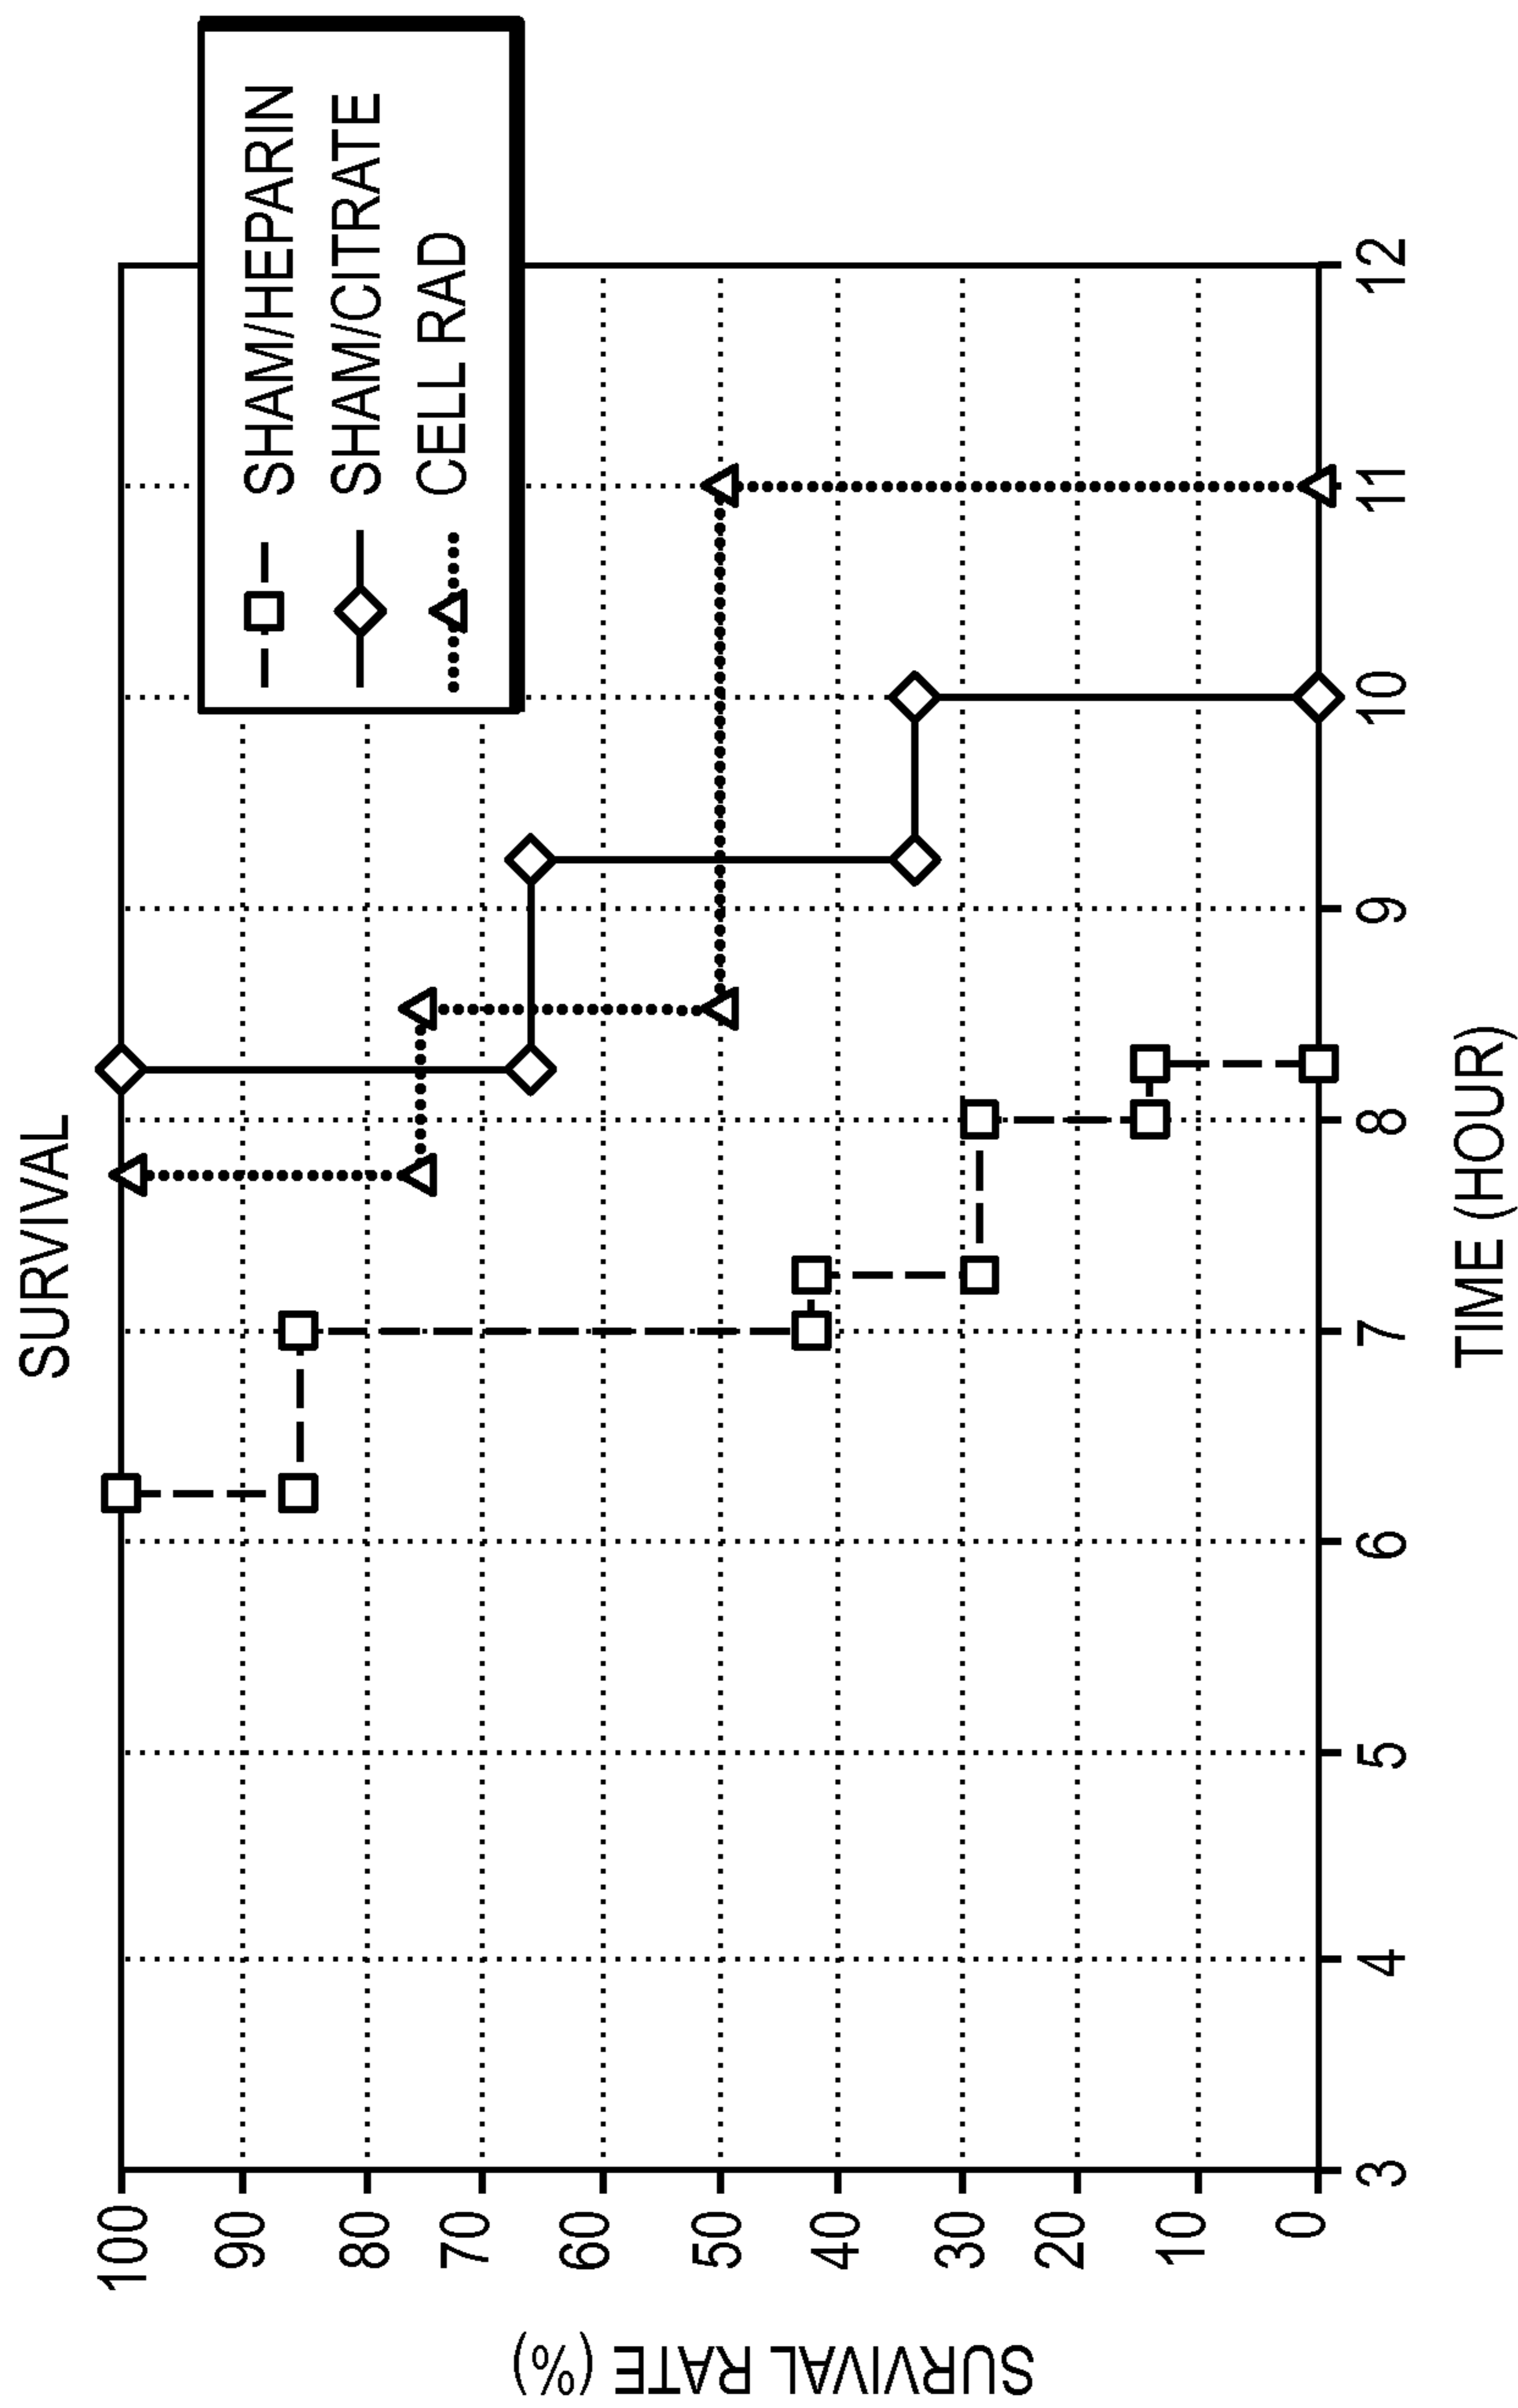 SURVIVAL
SHAM/HEPARIN
SHAM/CITRATE
CELL RAD
SURVIVAL RATE (%)
100
90
80
70
60
50
40
30
20
10
0
3 4 5 6 7 8 9 10 11 12
TIME (HOUR)